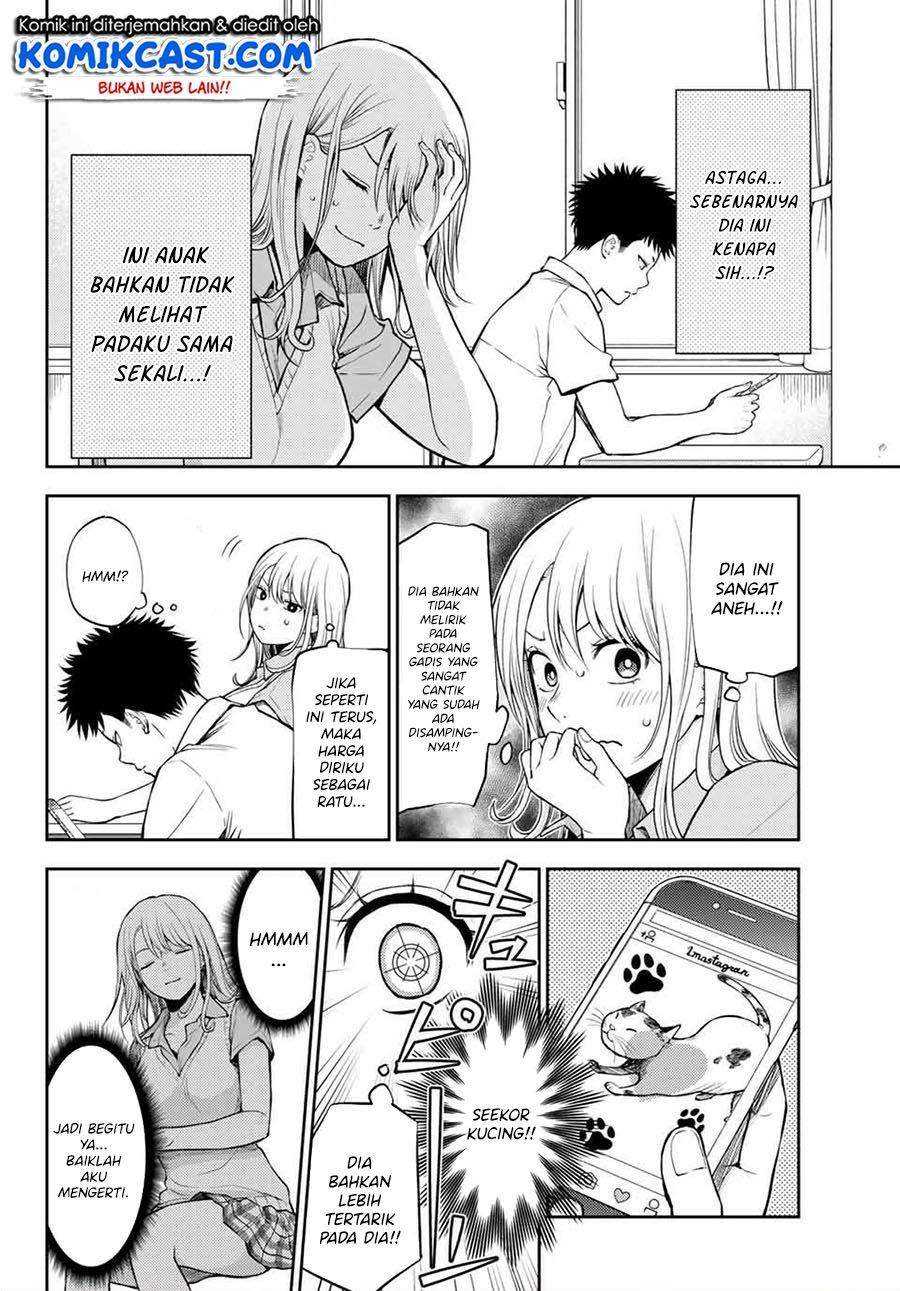 Komik ini diterjemahkan & diedit oleh
KOMIKCAST.COM
BUKAN WEB LAIN!!
ASTAGA...
SEBENARNYA
DIA INI
KENAPA
SIH...!?
INI ANAK
BAHKAN TIDAK
MELIHAT
PADAKU SAMA
SEKALI...!
DIA INI
SANGAT
ANEH...!!
DIA BAHKAN
TIDAK
MELIRIK
PADA
SEORANG
GADIS YANG
SANGAT
CANTIK
YANG SUDAH
ADA
DISAMPING-
NYA!!
JIKA
SEPERTI
INI TERUS,
MAKA
HARGA
DIRIKU
SEBAGAI
RATU...
HMM!?
1mastagran
SEEKOR
KUCING!!
キュピーン
DIA
BAHKAN
LEBIH
TERTARIK
PADA DIA!!
HMMM
...
JADI BEGITU
YA...
BAIKLAH
AKU
MENGERTI.